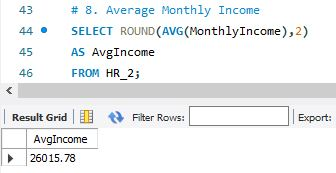 43 # 8. Average Monthly Income
44 SELECT ROUND(AVG(MonthlyIncome),2)
45 AS AvgIncome
46 FROM HR_2;
Result Grid Filter Rows: Export:
AvgIncome
26015.78